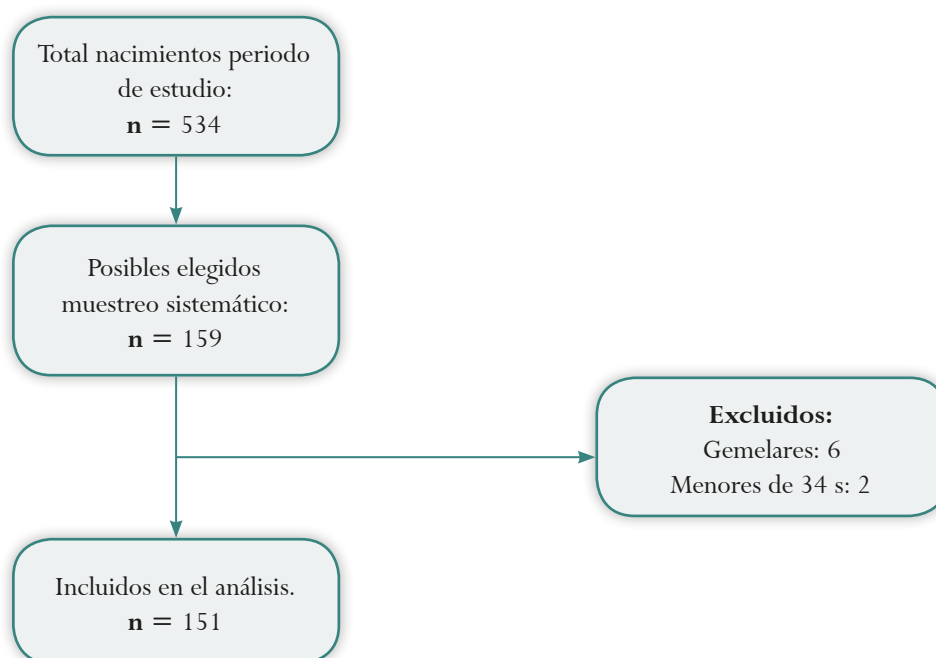 Total nacimientos periodo
de estudio:
n = 534
Posibles elegidos
muestreo sistemático:
n = 159
Excluidos:
Gemelares: 6
Menores de 34 s: 2
Incluidos en el análisis.
n = 151